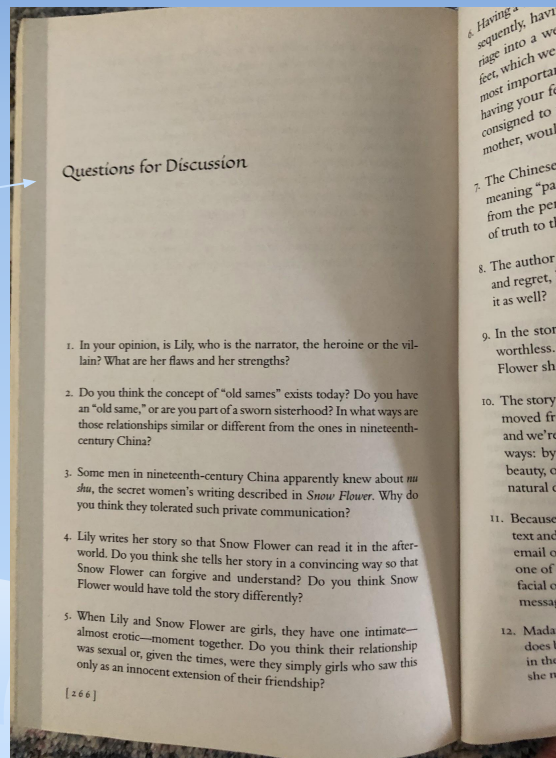 Questions for Discussion
1. In your opinion, is Lily, who is the narrator, the heroine or the vil-
lain? What are her flaws and her strengths?
2. Do you think the concept of "old sames" exists today? Do you have
an "old same," or are you part of a sworn sisterhood? In what ways are
those relationships similar or different from the ones in nineteenth-
century China?
3. Some men in nineteenth-century China apparently knew about nu
shu, the secret women's writing described in Snow Flower. Why do
you think they tolerated such private communication?
4. Lily writes her story so that Snow Flower can read it in the after-
world. Do you think she tells her story in a convincing way so that
Snow Flower can forgive and understand? Do you think Snow
Flower would have told the story differently?
5. When Lily and Snow Flower are girls, they have one intimate—
almost erotic—moment together. Do you think their relationship
was sexual or, given the times, were they simply girls who saw this
only as an innocent extension of their friendship?
[266]
6. Having a
sequently, havi
riage into a we
feet, which we
most importan
having your fe
consigned to
mother, woul
7. The Chinese
meaning "pa
from the per
of truth to th
8. The author
and regret,
it as well?
9. In the stor
worthless.
Flower sh
10. The story
moved fr
and we're
ways: by
beauty, o
natural c
11. Because
text and
email o
one of
facial o
messag
12. Mada
does l
in the
she n